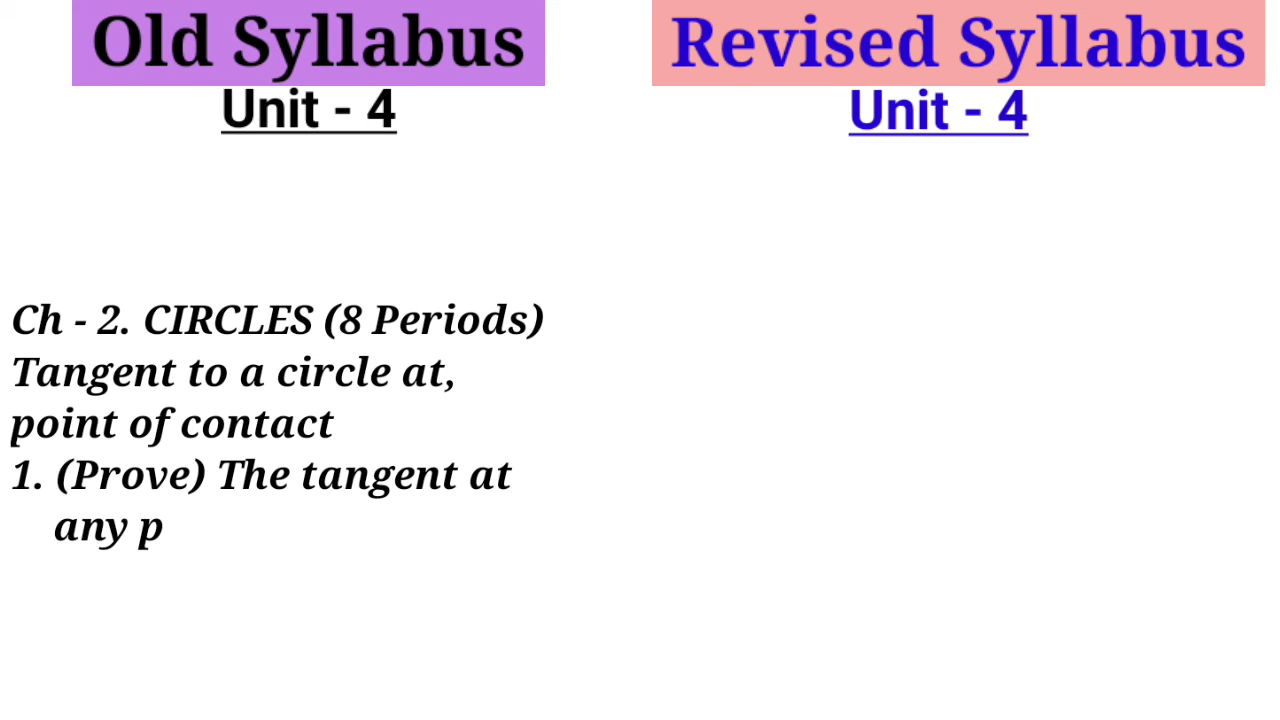 Old Syllabus
Unit - 4
Ch - 2. CIRCLES (8 Periods)
Tangent to a circle at,
point of contact
1. (Prove) The tangent at
any p
Revised Syllabus
Unit - 4